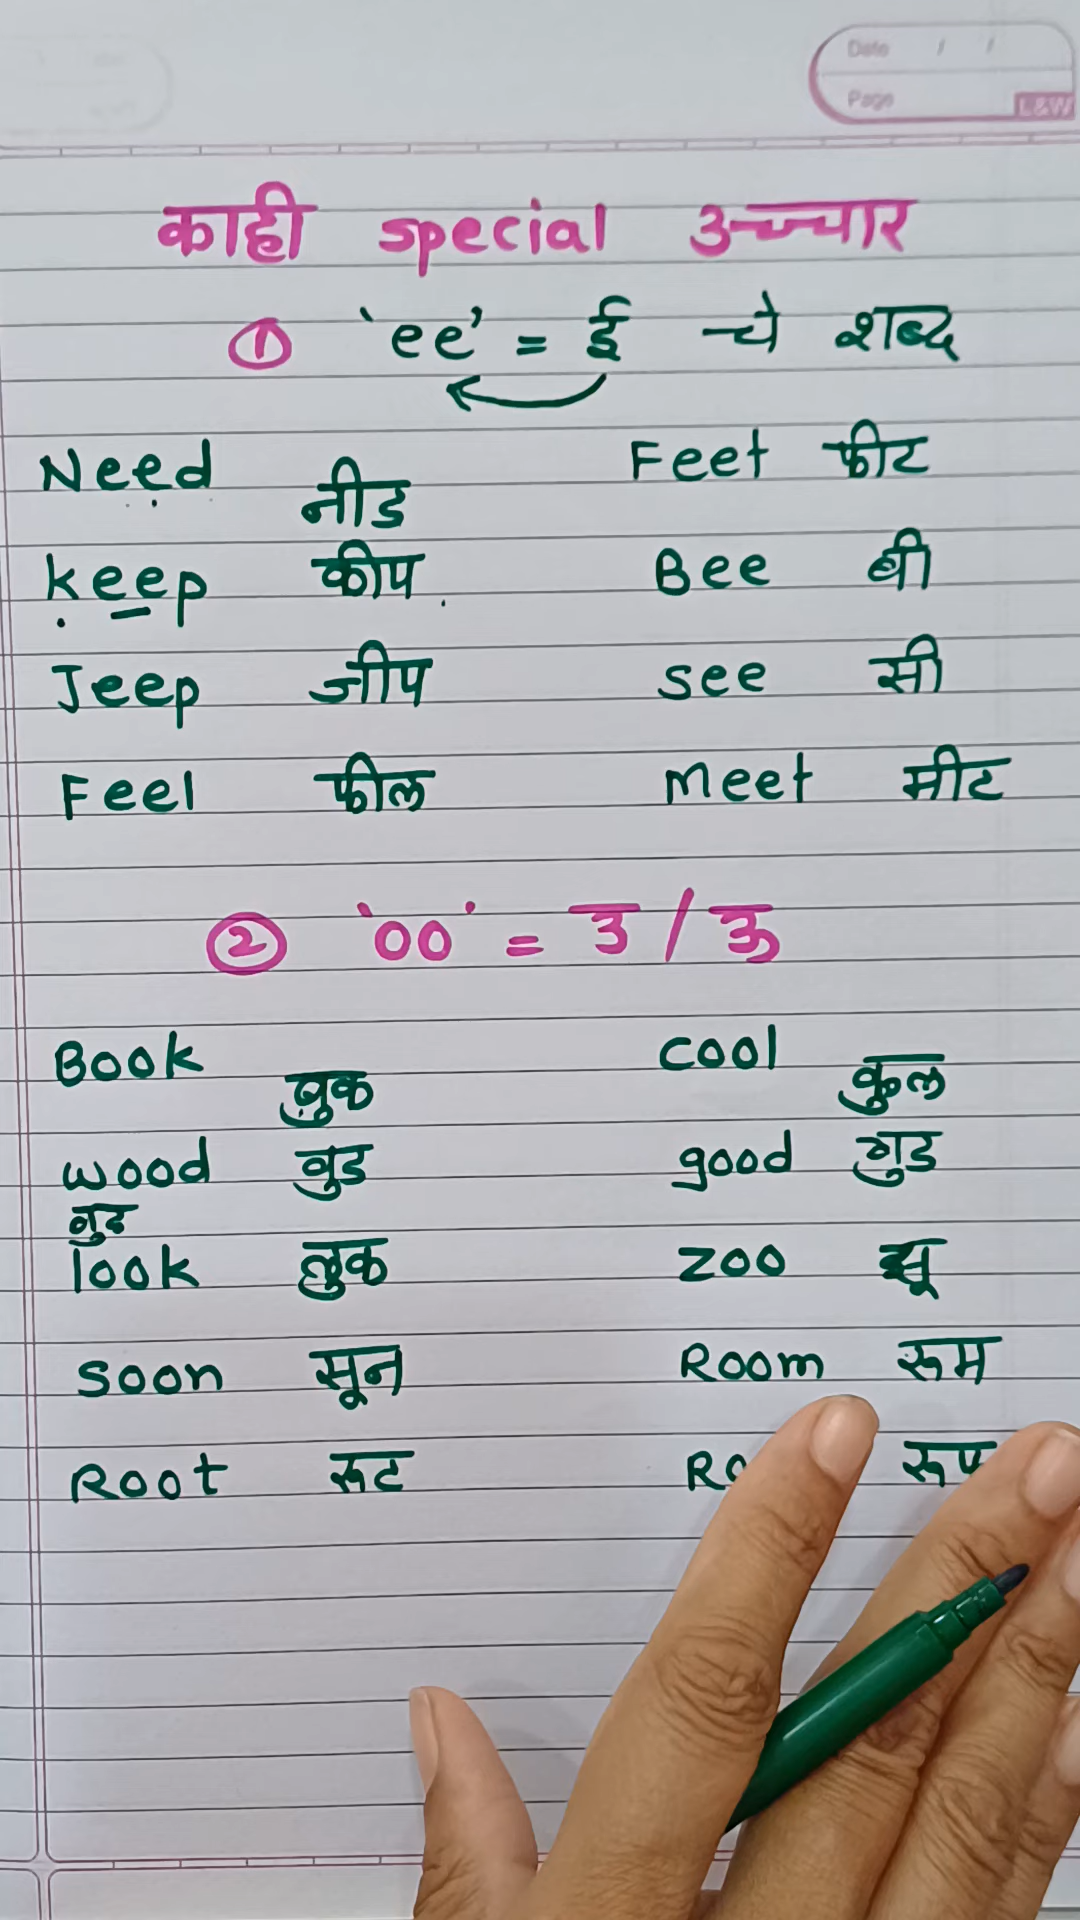 Date / /
Page
L&W
काही special उच्चार
① 'ee' = ई चे शब्द
Need नीड Feet फीट
keep कीप Bee बी
Jeep जीप see सी
Feel फील Meet मीट
② 'oo' = उ / ऊ
Book बुक cool कुल
wood वुड good गुड
look लुक zoo झू
soon सून Room रूम
Root रूट रूप